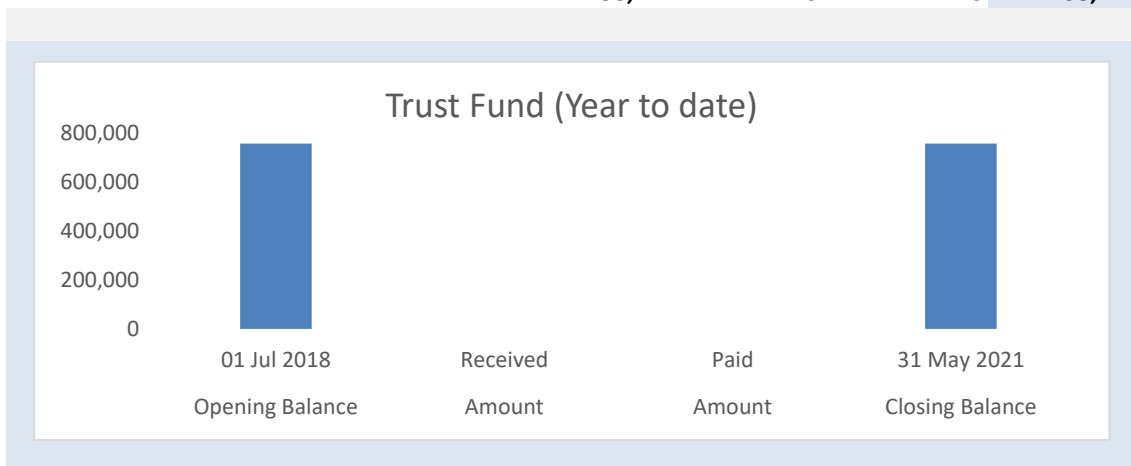 Trust Fund (Year to date)
800,000
600,000
400,000
200,000
0
01 Jul 2018 Received Paid 31 May 2021
Opening Balance Amount Amount Closing Balance